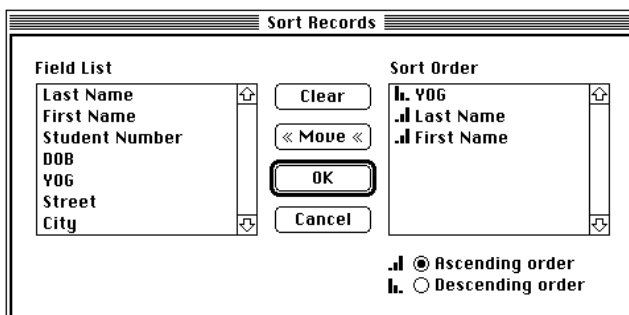 Sort Records
Field List
Last Name
First Name
Student Number
DOB
YOG
Street
City
Clear
« Move «
OK
Cancel
Sort Order
YOG
Last Name
First Name
Ascending order
Descending order